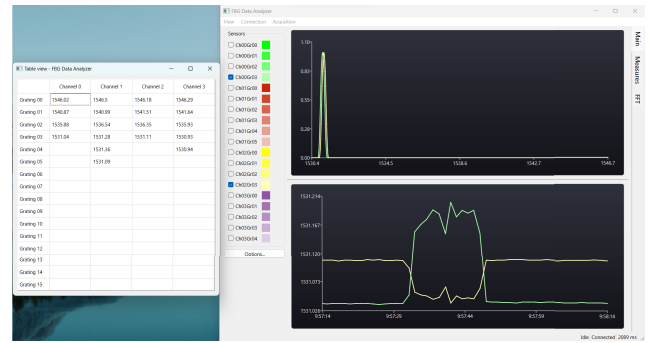 FBG Data Analyzer
View Connection Acquisition
Sensors
Ch00Gr00
Ch00Gr01
Ch00Gr02
Ch00Gr03
Ch01Gr00
Ch01Gr01
Ch01Gr02
Ch01Gr03
Ch01Gr04
Ch01Gr05
Ch02Gr00
Ch02Gr01
Ch02Gr02
Ch02Gr03
Ch03Gr00
Ch03Gr01
Ch03Gr02
Ch03Gr03
Ch03Gr04
Options...
Table view - FBG Data Analyzer
Channel 0 Channel 1 Channel 2 Channel 3
Grating 00 1546.02 1546.5 1546.18 1546.29
Grating 01 1540.87 1540.99 1541.51 1541.64
Grating 02 1535.88 1536.54 1536.35 1535.93
Grating 03 1531.04 1531.28 1531.11 1530.93
Grating 04 1531.36 1530.94
Grating 05 1531.09
Grating 06
Grating 07
Grating 08
Grating 09
Grating 10
Grating 11
Grating 12
Grating 13
Grating 14
Grating 15
1.10
0.83
0.55
0.28
0.00
1530.4 1534.5 1538.6 1542.7 1546.7
1531.214
1531.167
1531.120
1531.073
1531.026
9:57:14 9:57:29 9:57:44 9:57:59 9:58:14
Main
Measures
FFT
Idle Connected 2089 ms